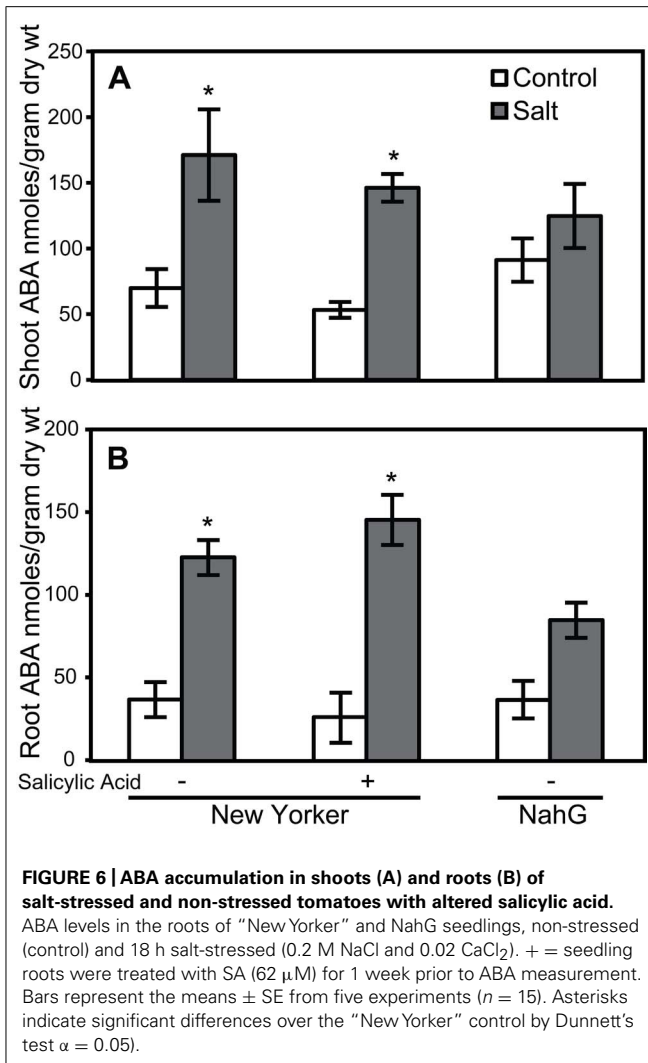 Shoot ABA nmoles/gram dry wt
250
200
150
100
50
0
A
Control
Salt
*
*
Root ABA nmoles/gram dry wt
200
150
100
50
0
B
*
*
Salicylic Acid - + -
New Yorker NahG
FIGURE 6 | ABA accumulation in shoots (A) and roots (B) of
salt-stressed and non-stressed tomatoes with altered salicylic acid.
ABA levels in the roots of “New Yorker” and NahG seedlings, non-stressed
(control) and 18 h salt-stressed (0.2 M NaCl and 0.02 CaCl₂). + = seedling
roots were treated with SA (62 μM) for 1 week prior to ABA measurement.
Bars represent the means ± SE from five experiments (n = 15). Asterisks
indicate significant differences over the “New Yorker” control by Dunnett’s
test α = 0.05).